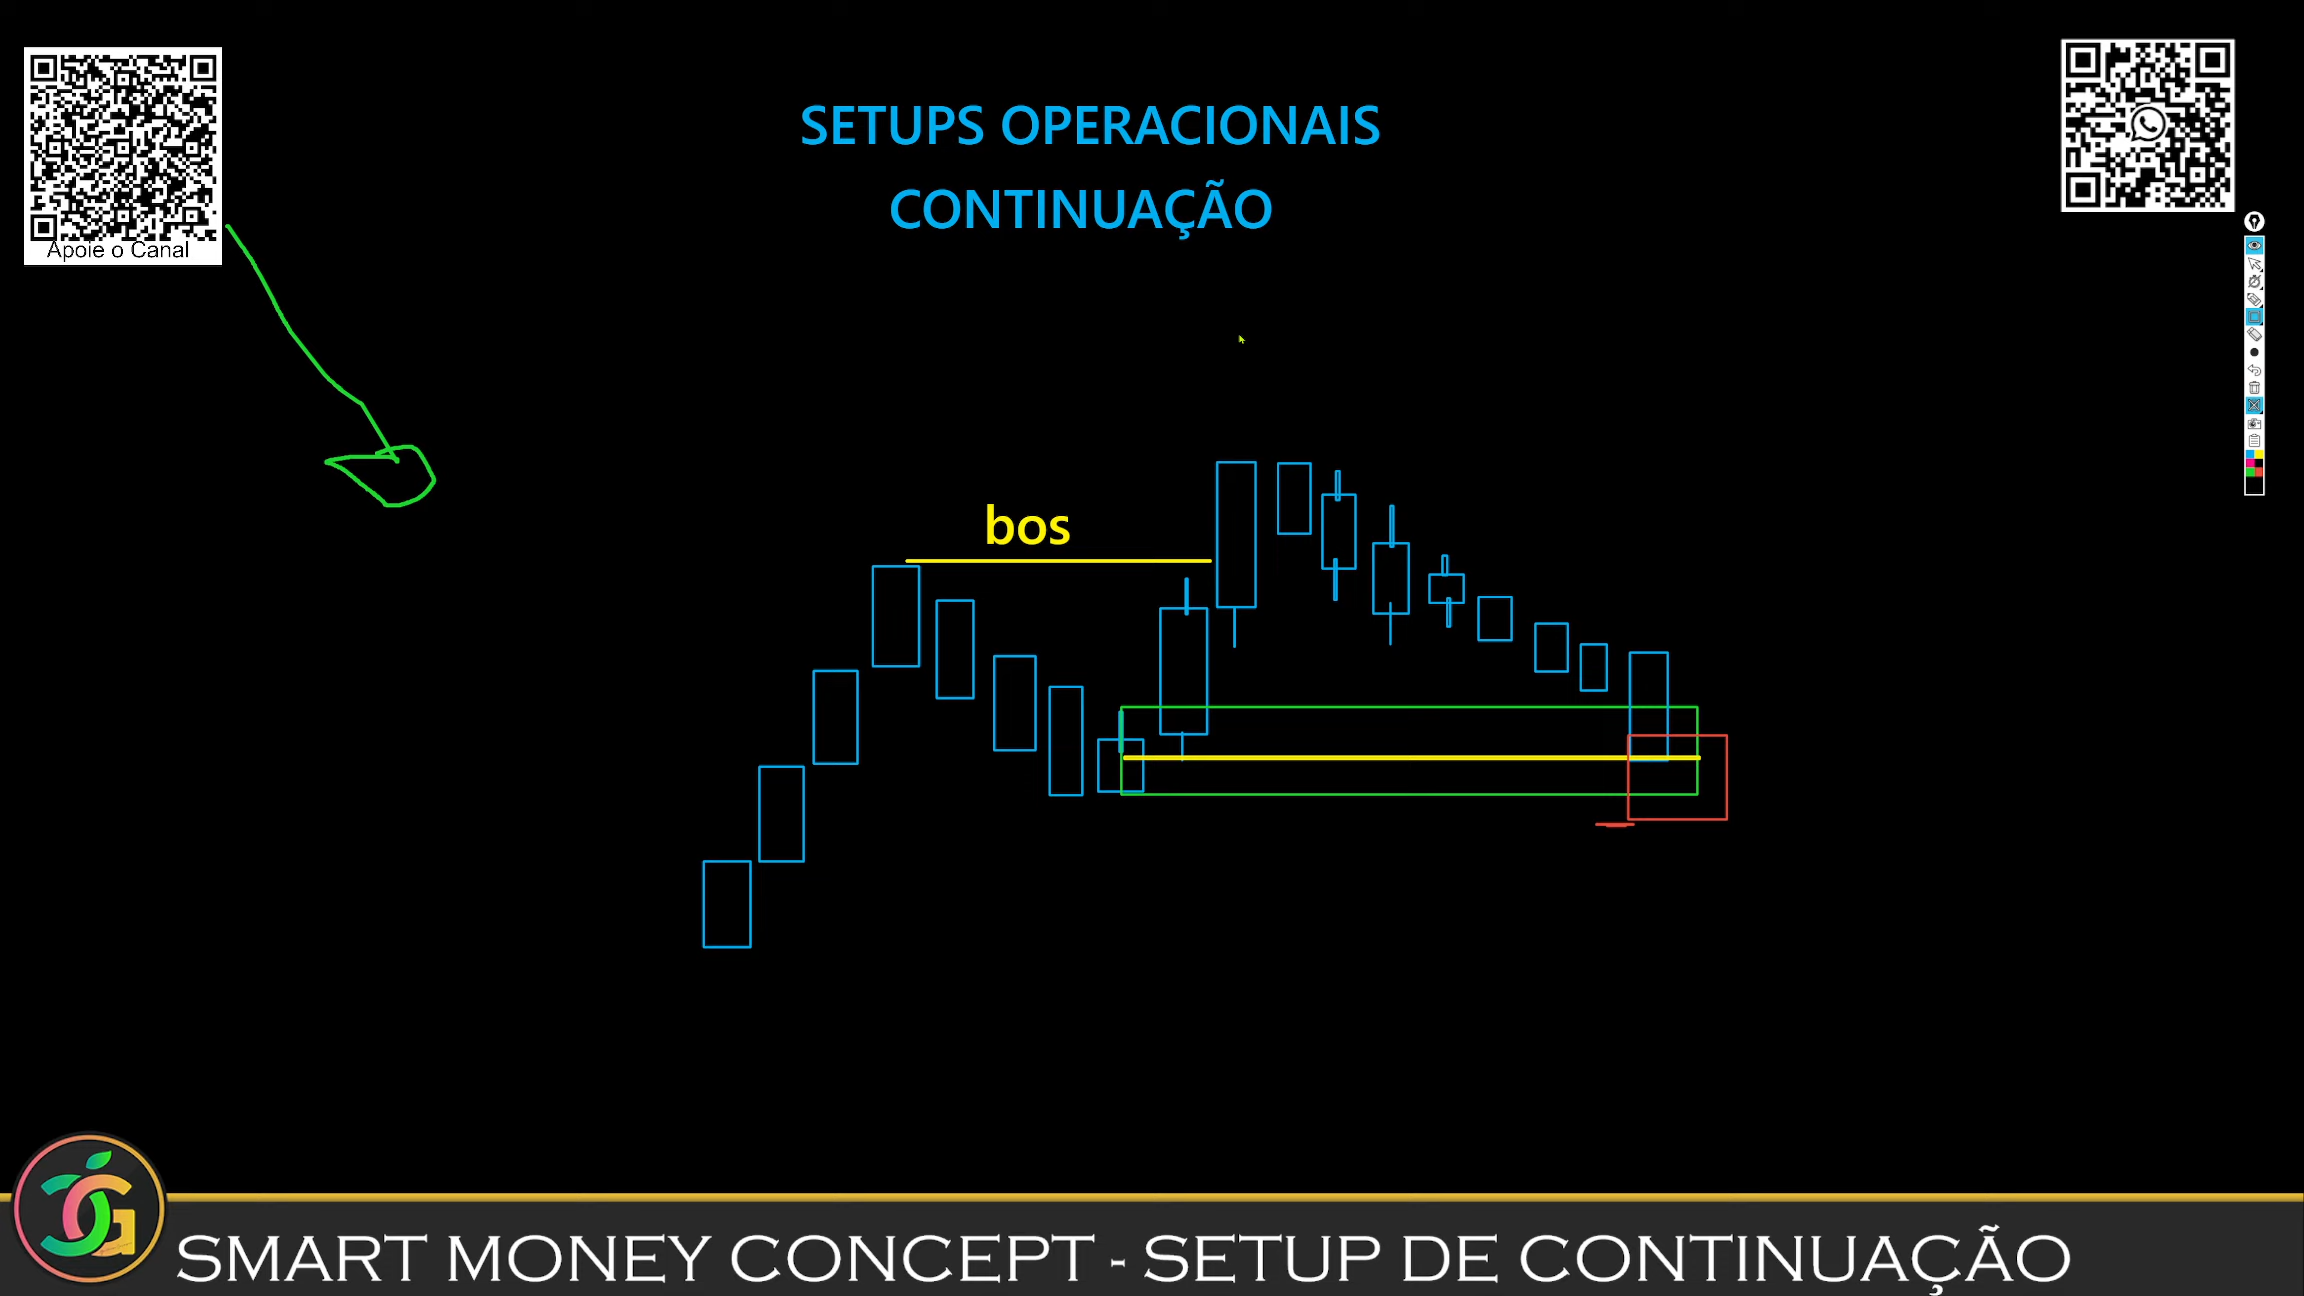 SETUPS OPERACIONAIS
CONTINUAÇÃO
Apoie o Canal
bos
SMART MONEY CONCEPT - SETUP DE CONTINUAÇÃO